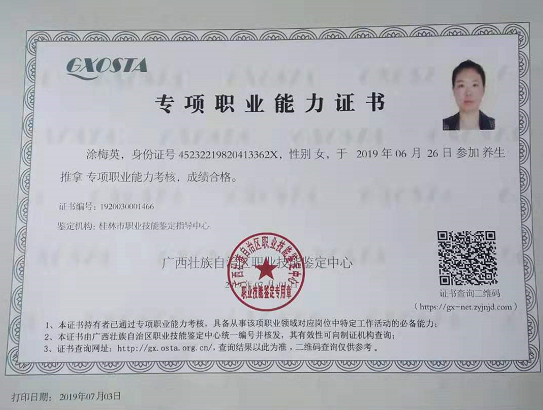 GXOSTA
专项职业能力证书
涂梅英，身份证号 45232219820413362X，性别 女，于 2019 年 06 月 26 日 参加 养生
推拿 专项职业能力考核，成绩合格。
证书编号：1920030001466
鉴定机构：桂林市职业技能鉴定指导中心
广西壮族自治区职业技能鉴定中心
职业技能鉴定专用章
证书查询二维码
（https://gx-net.zyjnjd.com）
1、本证书持有者已通过专项职业能力考核，具备从事该项职业领域对应岗位中特定工作活动的必备能力；
2、本证书由广西壮族自治区职业技能鉴定中心统一编号并核发，其有效性可向制证机构查询；
3、证书查询网址：http://gx.osta.org.cn/，查询结果以此为准，二维码查询仅供参考。
打印日期： 2019年07月03日